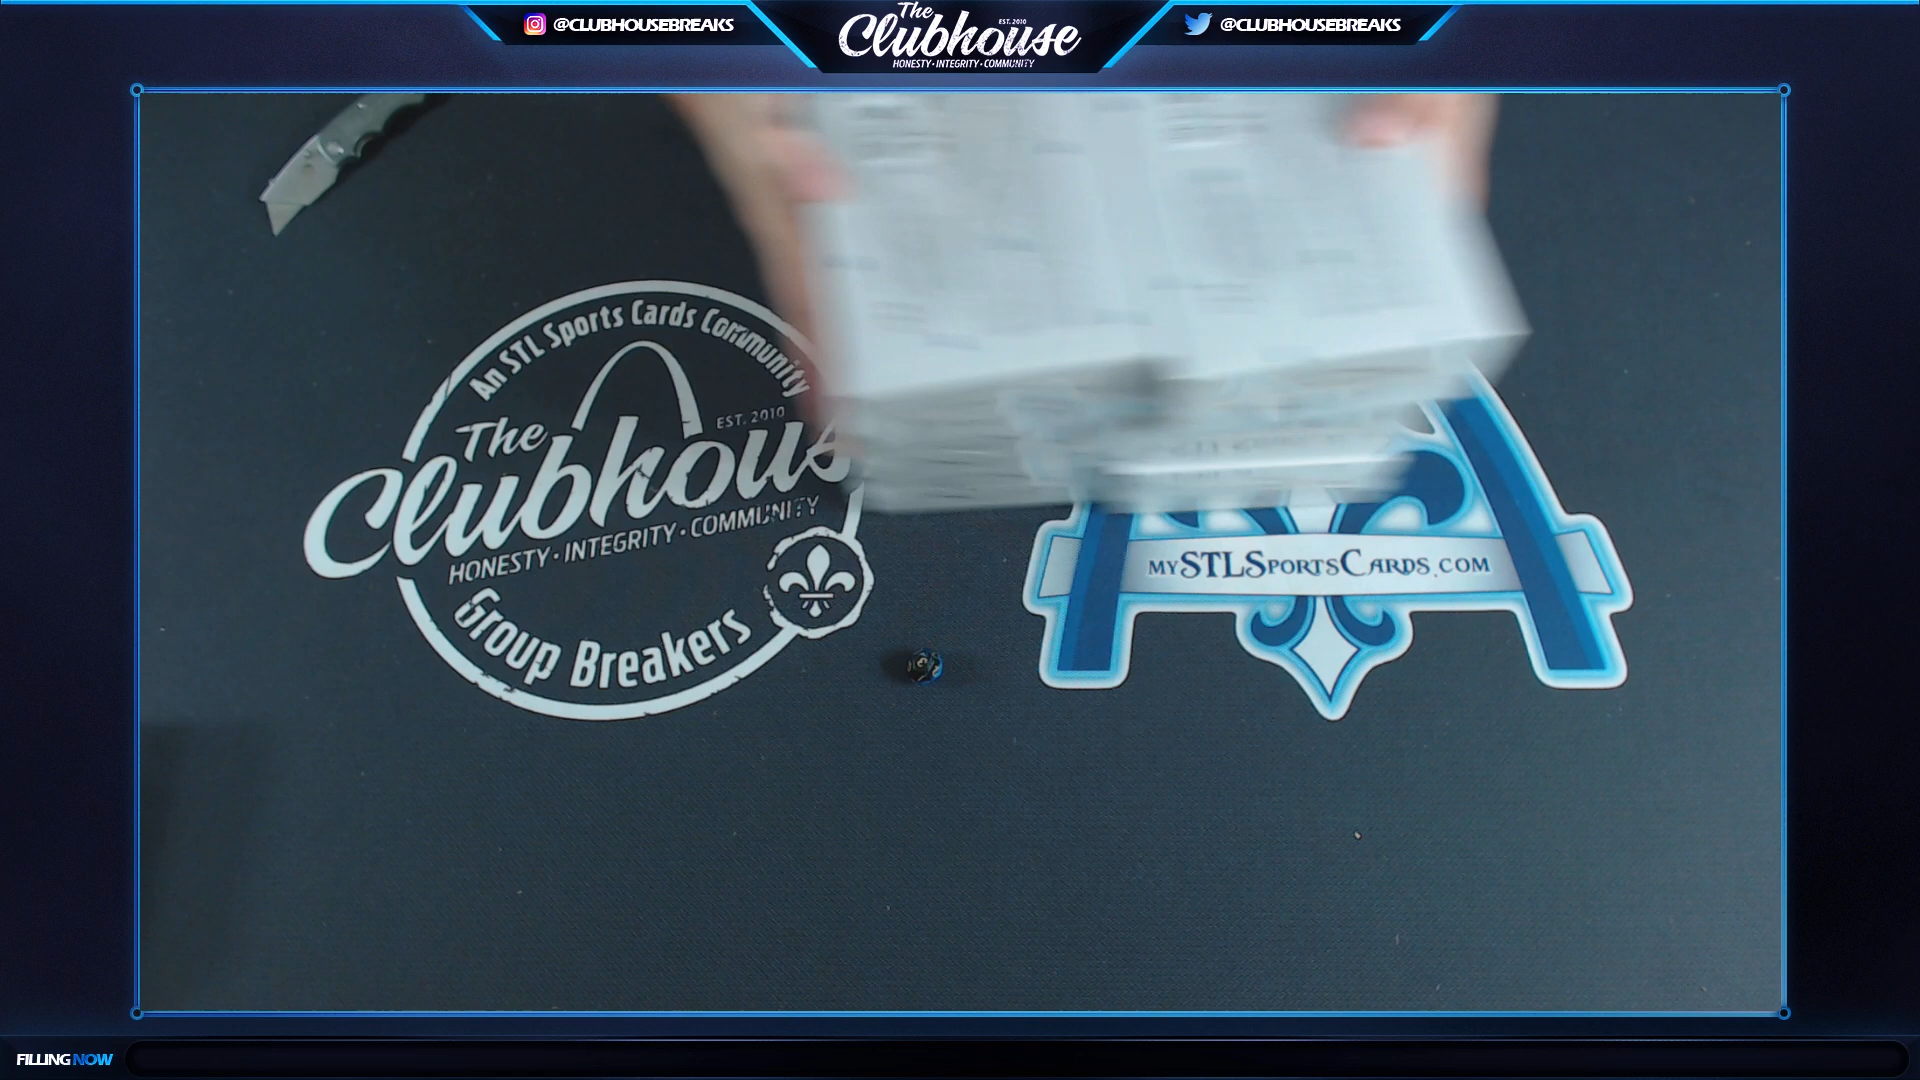 @CLUBHOUSEBREAKS
The
EST. 2010
Clubhouse
HONESTY • INTEGRITY • COMMUNITY
@CLUBHOUSEBREAKS
An STL Sports Cards Community
The
EST. 2010
Clubhous
HONESTY • INTEGRITY • COMMUNITY
Group Breakers
MYSTLSPORTSCARDS.COM
FILLING NOW